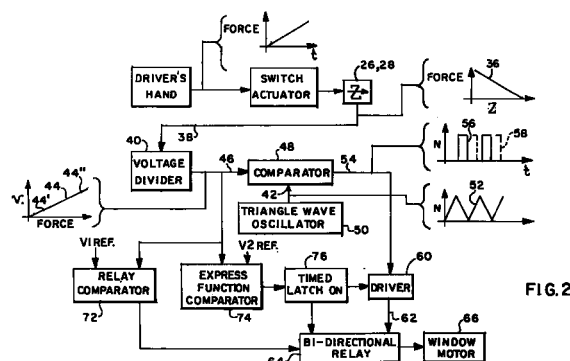 FORCE
t
26,28
DRIVER'S
HAND
SWITCH
ACTUATOR
Z
FORCE
36
Z
38
40
VOLTAGE
DIVIDER
46
48
COMPARATOR
54
N
56
58
t
44"
44
44'
V.
FORCE
42
TRIANGLE WAVE
OSCILLATOR
50
N
52
V1 REF.
V2 REF.
76
RELAY
COMPARATOR
72
EXPRESS
FUNCTION
COMPARATOR
74
TIMED
LATCH ON
DRIVER
60
FIG.2
62
66
64
BI-DIRECTIONAL
RELAY
WINDOW
MOTOR